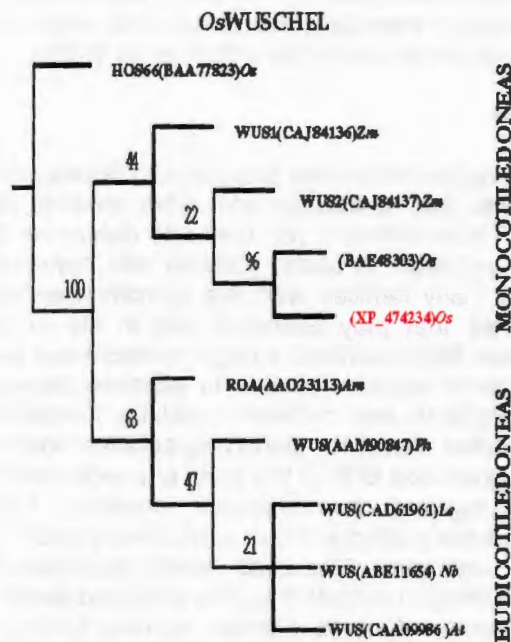 OsWUSCHEL
HOS66(BAA77823)Os
WUS1(CAJ84136)Zm
44
WUS2(CAJ84137)Zm
22
(BAE48303)Os
96
(XP_474234)Os
100
ROA(AAO23113)Am
68
WUS(AAM90847)Ph
47
WUS(CAD61961)Le
21
WUS(ABE11654) Nb
WUS(CAA09986)At
MONOCOTILEDONEAS
EUDICOTILEDONEAS